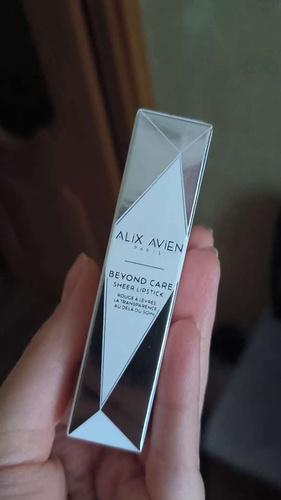 ALIX AVIEN
PARIS
BEYOND CARE
SHEER LIPSTICK
ROUGE À LÈVRES
LA TRANSPARENCE
AU DELÀ DU SOIN